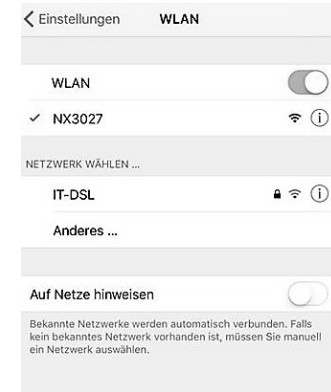 Einstellungen WLAN
WLAN
NX3027
NETZWERK WÄHLEN ...
IT-DSL
Anderes ...
Auf Netze hinweisen
Bekannte Netzwerke werden automatisch verbunden. Falls
kein bekanntes Netzwerk vorhanden ist, müssen Sie manuell
ein Netzwerk auswählen.